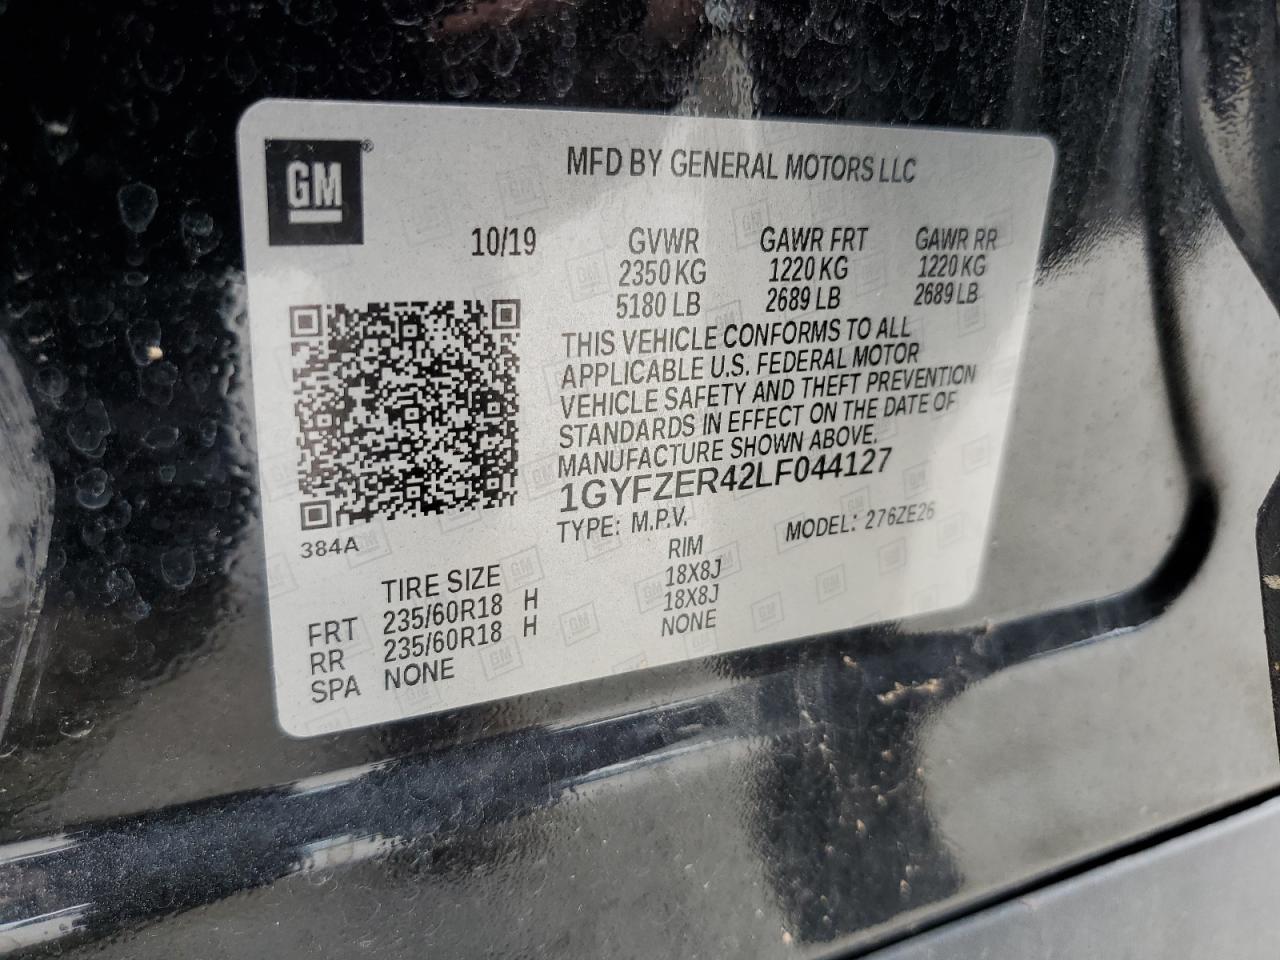 GM ®
MFD BY GENERAL MOTORS LLC
10/19 GVWR GAWR FRT GAWR RR
2350 KG 1220 KG 1220 KG
5180 LB 2689 LB 2689 LB
THIS VEHICLE CONFORMS TO ALL
APPLICABLE U.S. FEDERAL MOTOR
VEHICLE SAFETY AND THEFT PREVENTION
STANDARDS IN EFFECT ON THE DATE OF
MANUFACTURE SHOWN ABOVE.
1GYFZER42LF044127
TYPE: M.P.V. MODEL: 276ZE26
384A
TIRE SIZE RIM
FRT 235/60R18 H 18X8J
RR 235/60R18 H 18X8J
SPA NONE NONE